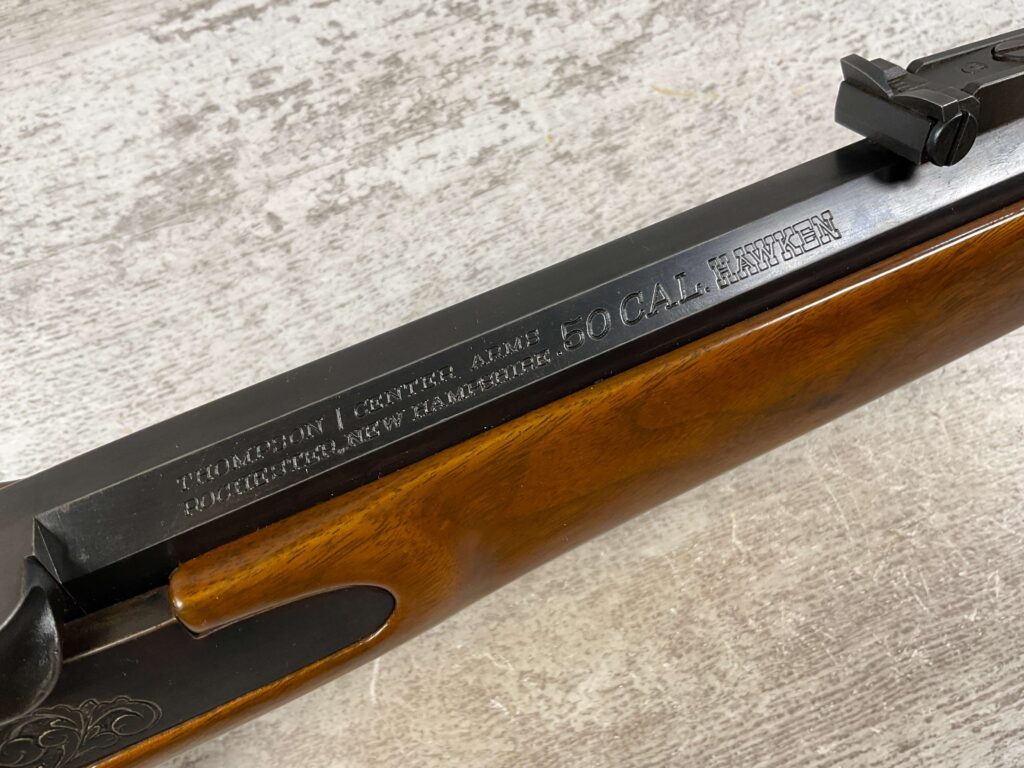 THOMPSON / CENTER ARMS
ROCHESTER, NEW HAMPSHIRE.
.50 CAL. HAWKEN